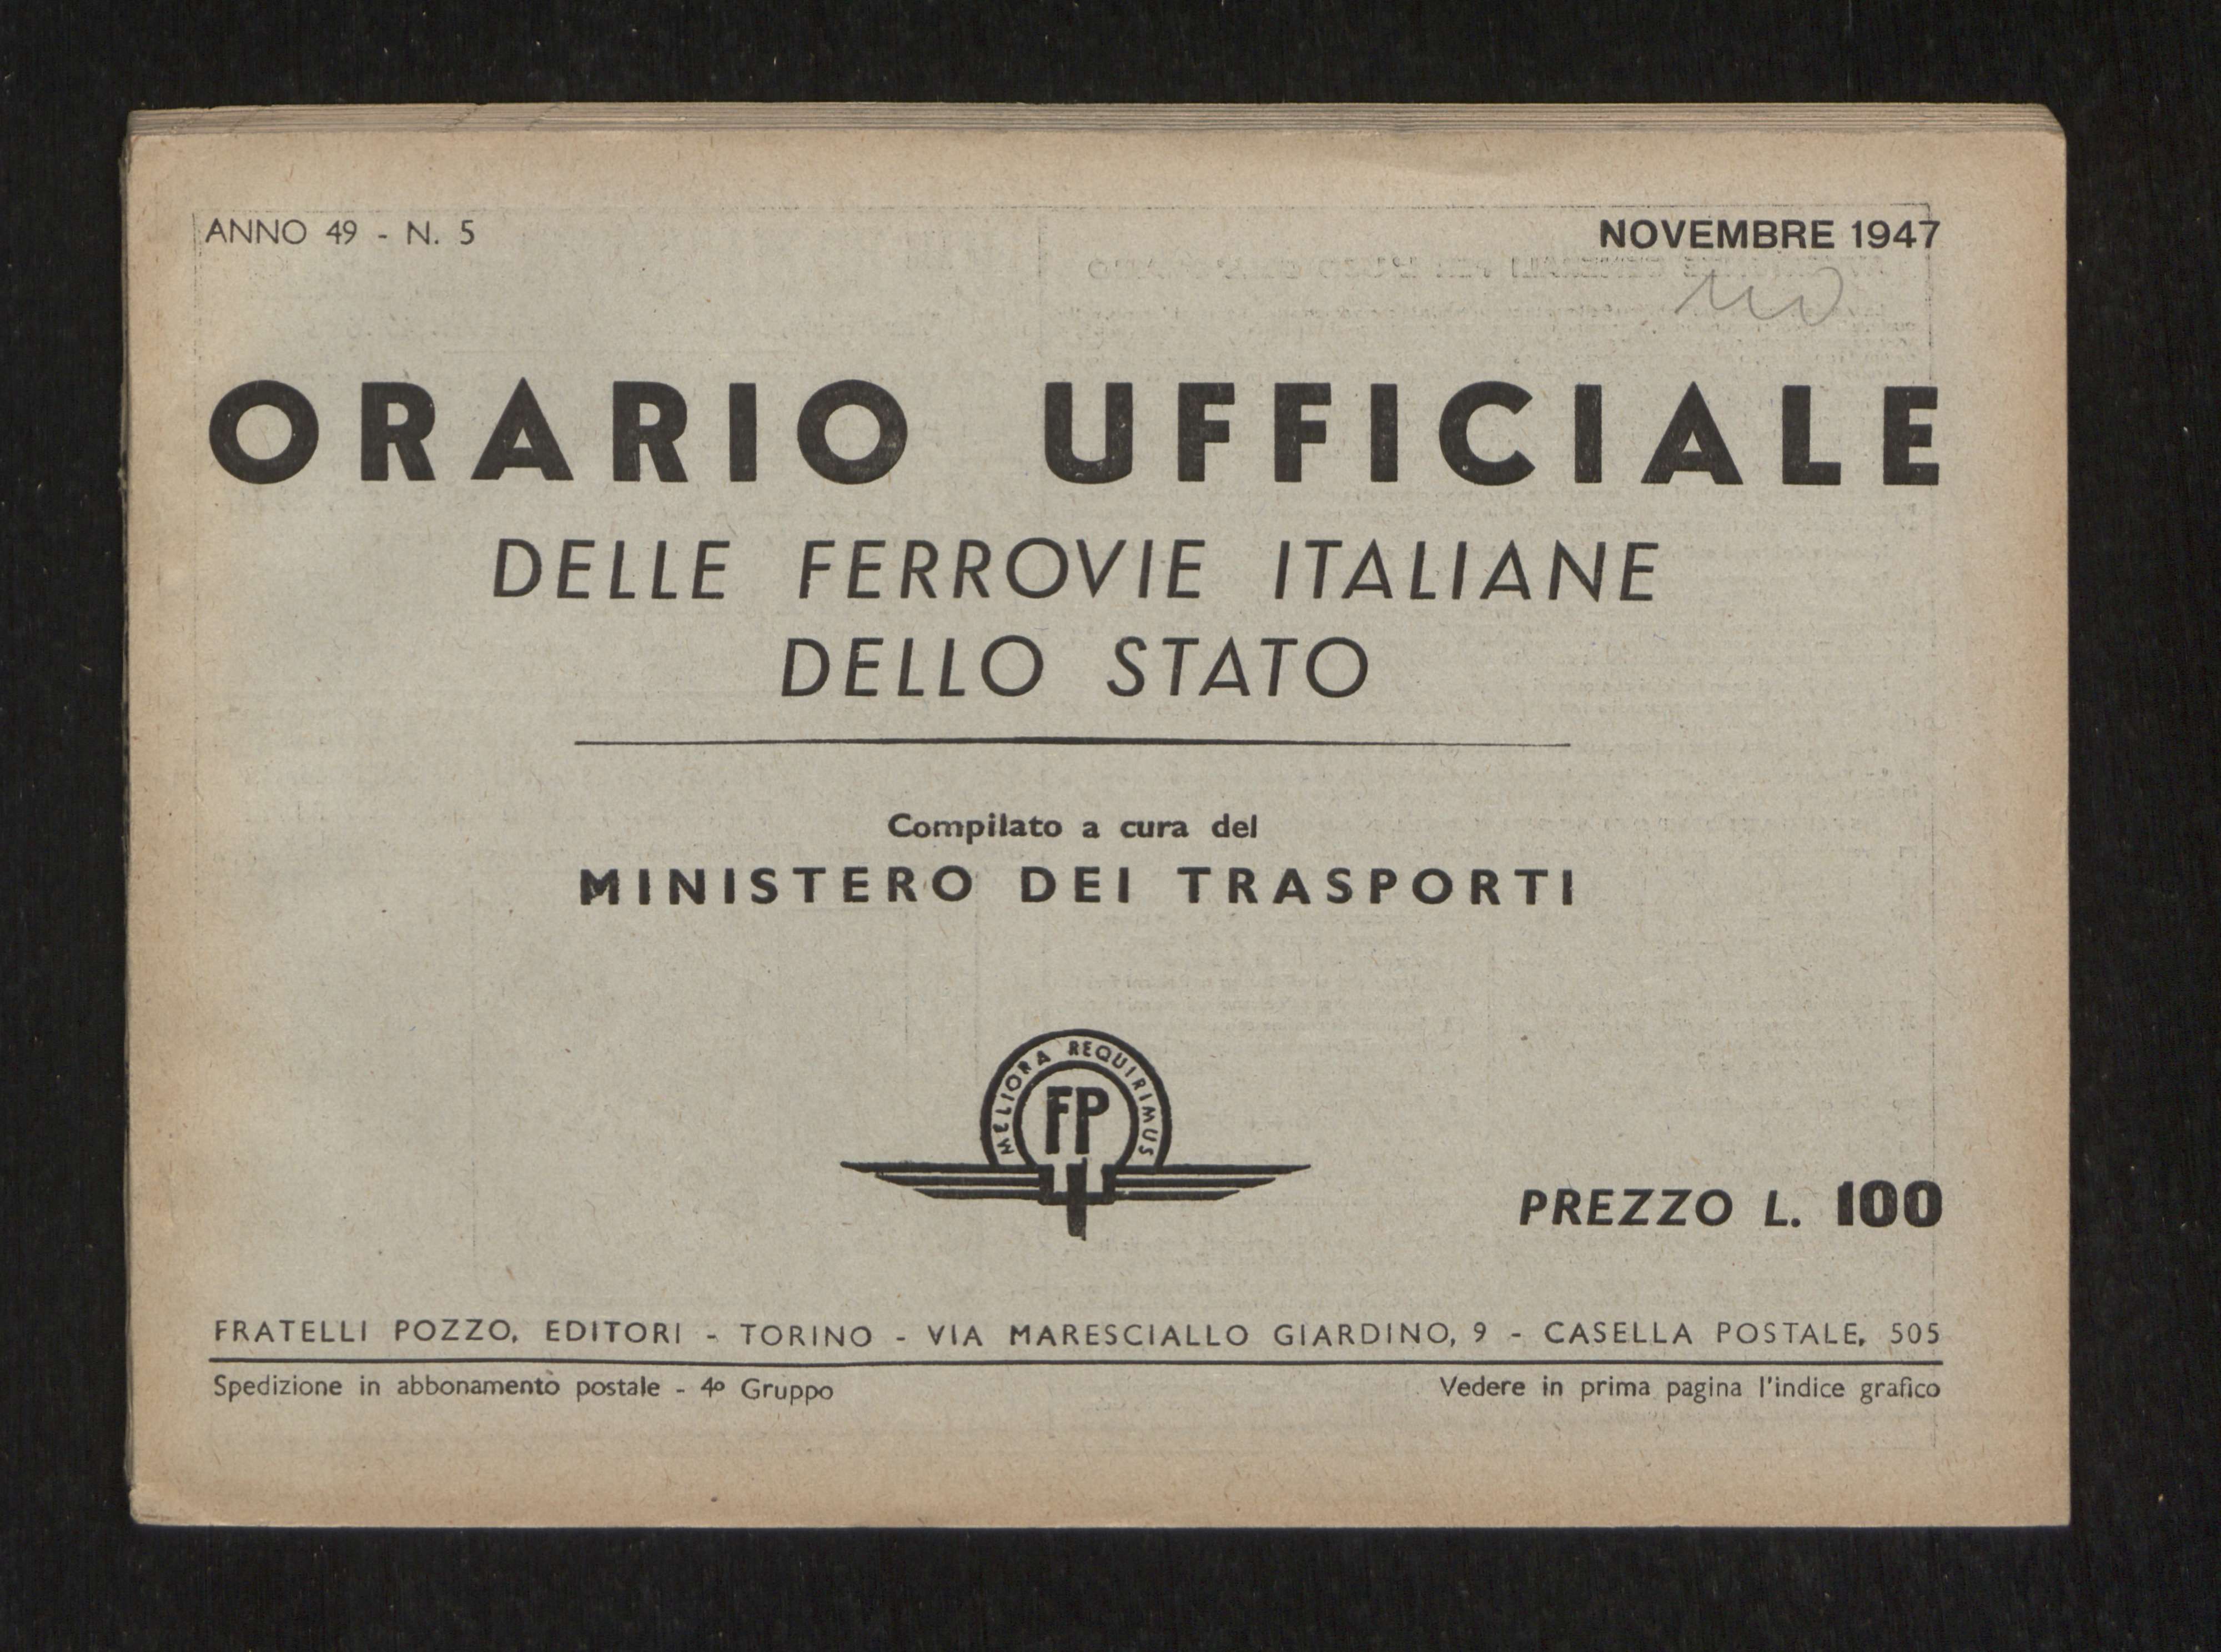 ANNO 49 - N. 5
NOVEMBRE 1947
ORARIO UFFICIALE
DELLE FERROVIE ITALIANE
DELLO STATO
Compilato a cura del
MINISTERO DEI TRASPORTI
MELIORA REQUIRIMUS
FP
PREZZO L. 100
FRATELLI POZZO, EDITORI - TORINO - VIA MARESCIALLO GIARDINO, 9 - CASELLA POSTALE, 505
Spedizione in abbonamento postale - 4º Gruppo
Vedere in prima pagina l'indice grafico